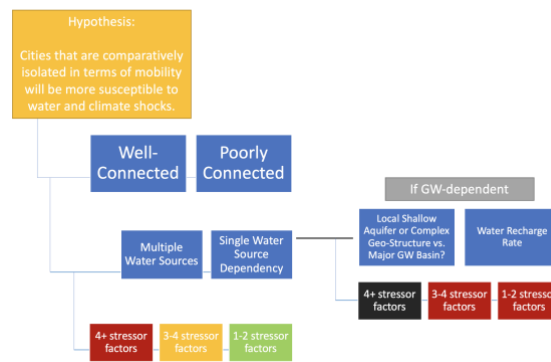 Hypothesis:
Cities that are comparatively
isolated in terms of mobility
will be more susceptible to
water and climate shocks.
Well-
Connected
Poorly
Connected
If GW-dependent
Multiple
Water Sources
Single Water
Source
Dependency
Local Shallow
Aquifer or Complex
Geo-Structure vs.
Major GW Basin?
Water Recharge
Rate
4+ stressor
factors
3-4 stressor
factors
1-2 stressor
factors
4+ stressor
factors
3-4 stressor
factors
1-2 stressor
factors